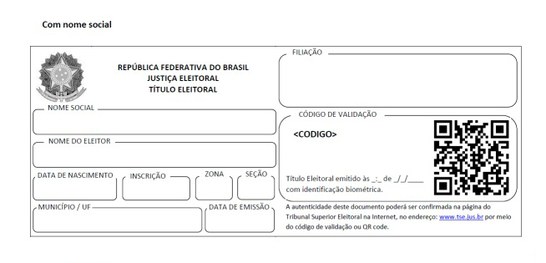 Com nome social
REPÚBLICA FEDERATIVA DO BRASIL
JUSTIÇA ELEITORAL
TÍTULO ELEITORAL
NOME SOCIAL
NOME DO ELEITOR
DATA DE NASCIMENTO
INSCRIÇÃO
ZONA
SEÇÃO
MUNICÍPIO / UF
DATA DE EMISSÃO
FILIAÇÃO
CÓDIGO DE VALIDAÇÃO
<CODIGO>
Título Eleitoral emitido às _:_ de _/_/____
com identificação biométrica.
A autenticidade deste documento poderá ser confirmada na página do
Tribunal Superior Eleitoral na Internet, no endereço: www.tse.jus.br por meio
do código de validação ou QR code.